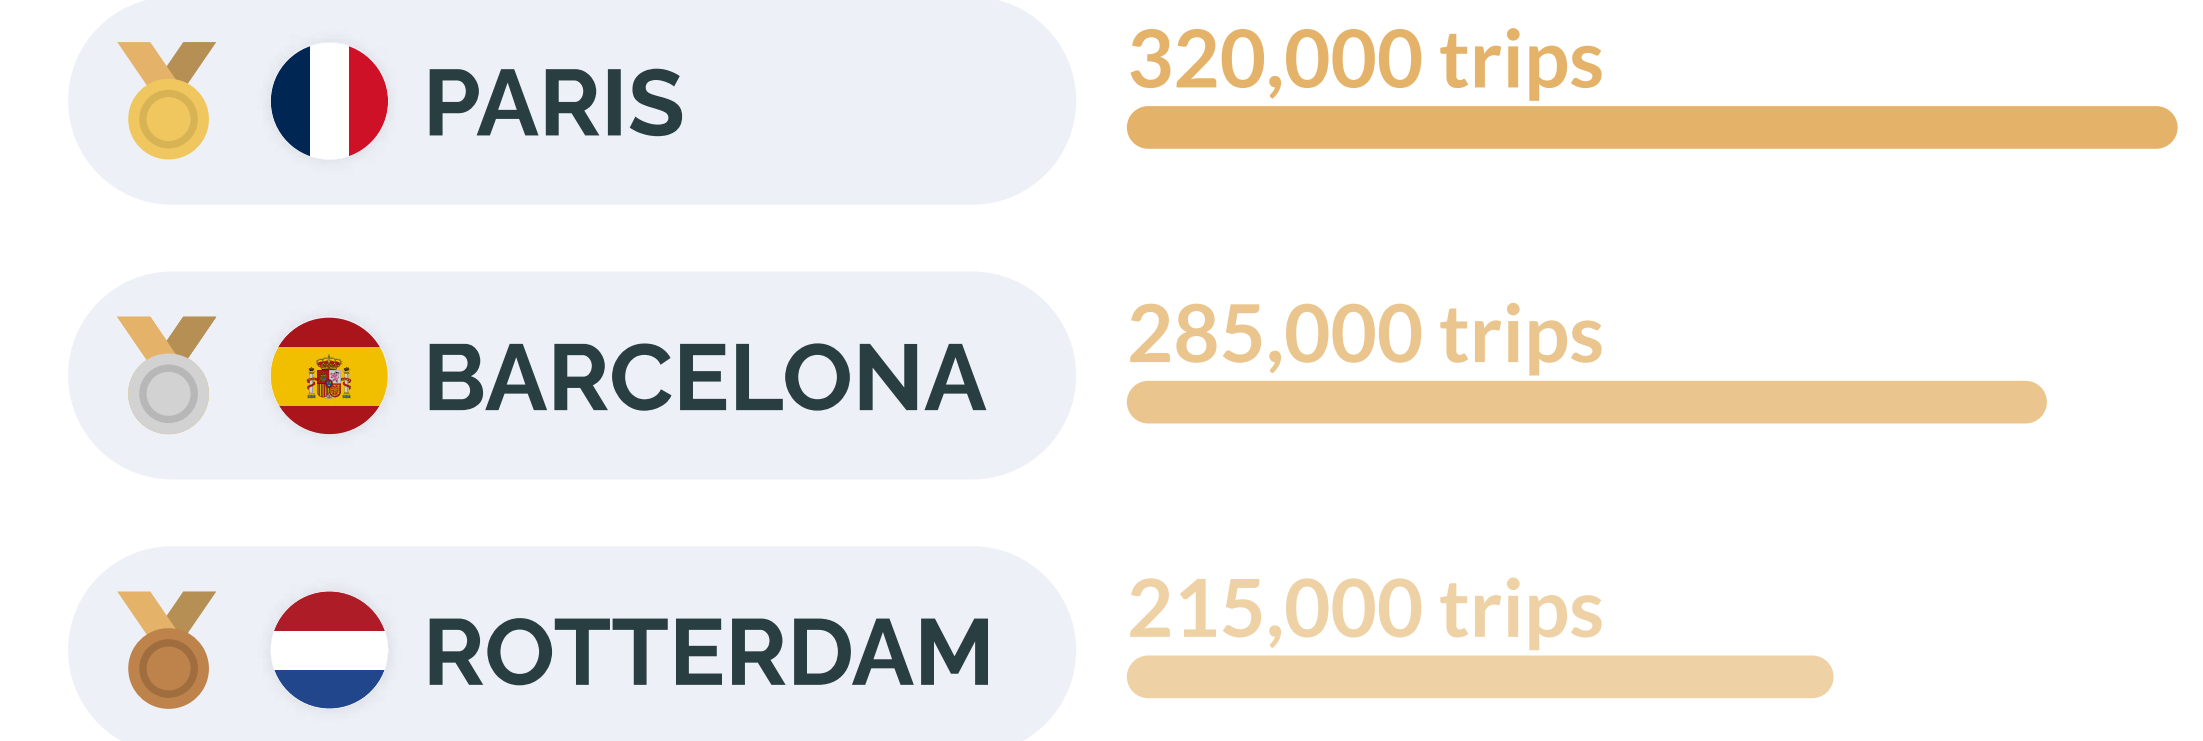 PARIS
320,000 trips
BARCELONA
285,000 trips
ROTTERDAM
215,000 trips